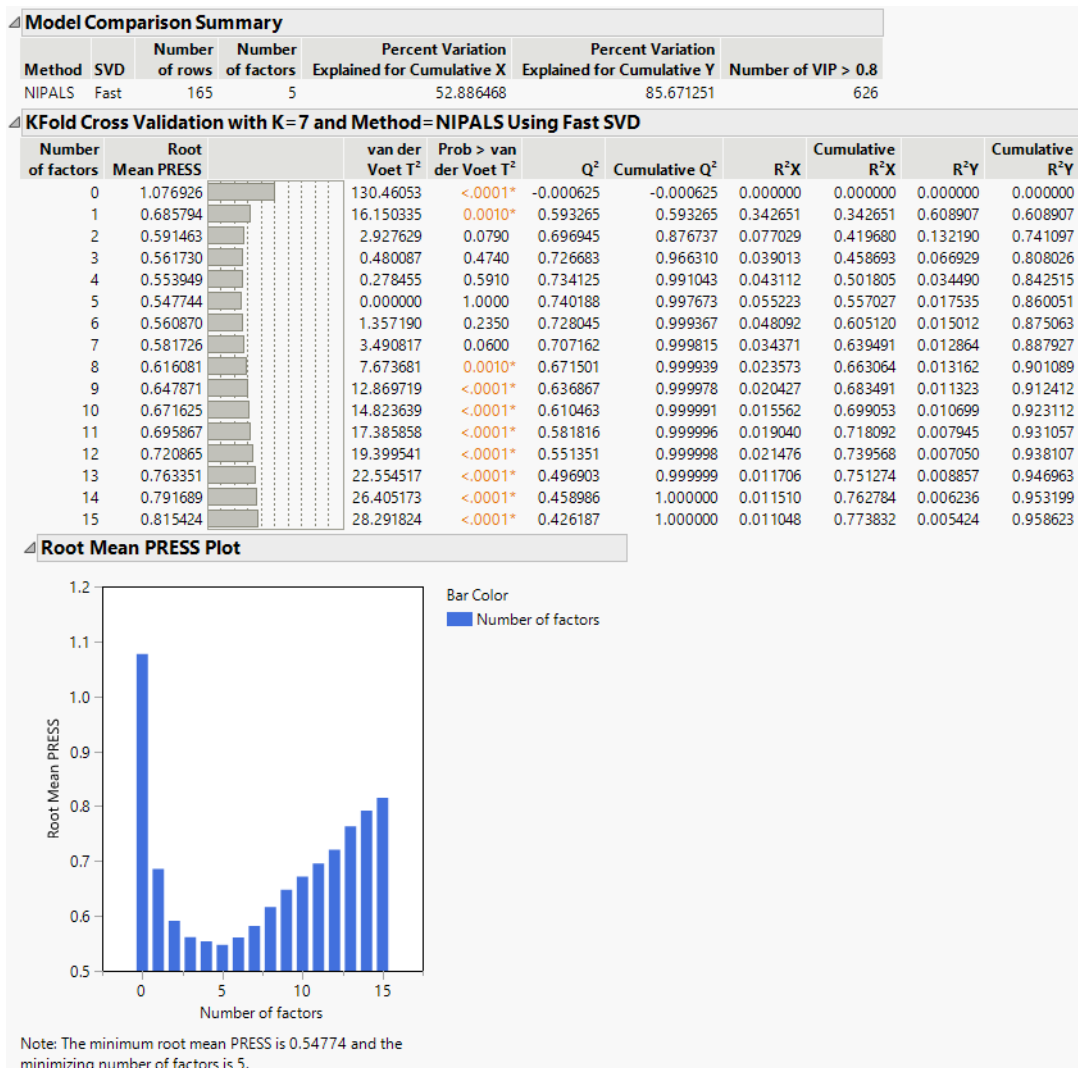 Model Comparison Summary
Number Number Percent Variation Percent Variation
Method SVD of rows of factors Explained for Cumulative X Explained for Cumulative Y Number of VIP > 0.8
NIPALS Fast 165 5 52.886468 85.671251 626
KFold Cross Validation with K=7 and Method=NIPALS Using Fast SVD
Number Root van der Prob > van Cumulative Cumulative
of factors Mean PRESS Voet T² der Voet T² Q² Cumulative Q² R²X R²X R²Y R²Y
0 1.076926 130.46053 <.0001* -0.000625 -0.000625 0.000000 0.000000 0.000000 0.000000
1 0.685794 16.150335 0.0010* 0.593265 0.593265 0.342651 0.342651 0.608907 0.608907
2 0.591463 2.927629 0.0790 0.696945 0.876737 0.077029 0.419680 0.132190 0.741097
3 0.561730 0.480087 0.4740 0.726683 0.966310 0.039013 0.458693 0.066929 0.808026
4 0.553949 0.278455 0.5910 0.734125 0.991043 0.043112 0.501805 0.034490 0.842515
5 0.547744 0.000000 1.0000 0.740188 0.997673 0.055223 0.557027 0.017535 0.860051
6 0.560870 1.357190 0.2350 0.728045 0.999367 0.048092 0.605120 0.015012 0.875063
7 0.581726 3.490817 0.0600 0.707162 0.999815 0.034371 0.639491 0.012864 0.887927
8 0.616081 7.673681 0.0010* 0.671501 0.999939 0.023573 0.663064 0.013162 0.901089
9 0.647871 12.869719 <.0001* 0.636867 0.999978 0.020427 0.683491 0.011323 0.912412
10 0.671625 14.823639 <.0001* 0.610463 0.999991 0.015562 0.699053 0.010699 0.923112
11 0.695867 17.385858 <.0001* 0.581816 0.999996 0.019040 0.718092 0.007945 0.931057
12 0.720865 19.399541 <.0001* 0.551351 0.999998 0.021476 0.739568 0.007050 0.938107
13 0.763351 22.554517 <.0001* 0.496903 0.999999 0.011706 0.751274 0.008857 0.946963
14 0.791689 26.405173 <.0001* 0.458986 1.000000 0.011510 0.762784 0.006236 0.953199
15 0.815424 28.291824 <.0001* 0.426187 1.000000 0.011048 0.773832 0.005424 0.958623
Root Mean PRESS Plot
1.2
1.1
1.0
0.9
0.8
0.7
0.6
0.5
Root Mean PRESS
0 5 10 15
Number of factors
Bar Color
Number of factors
Note: The minimum root mean PRESS is 0.54774 and the
minimizing number of factors is 5.